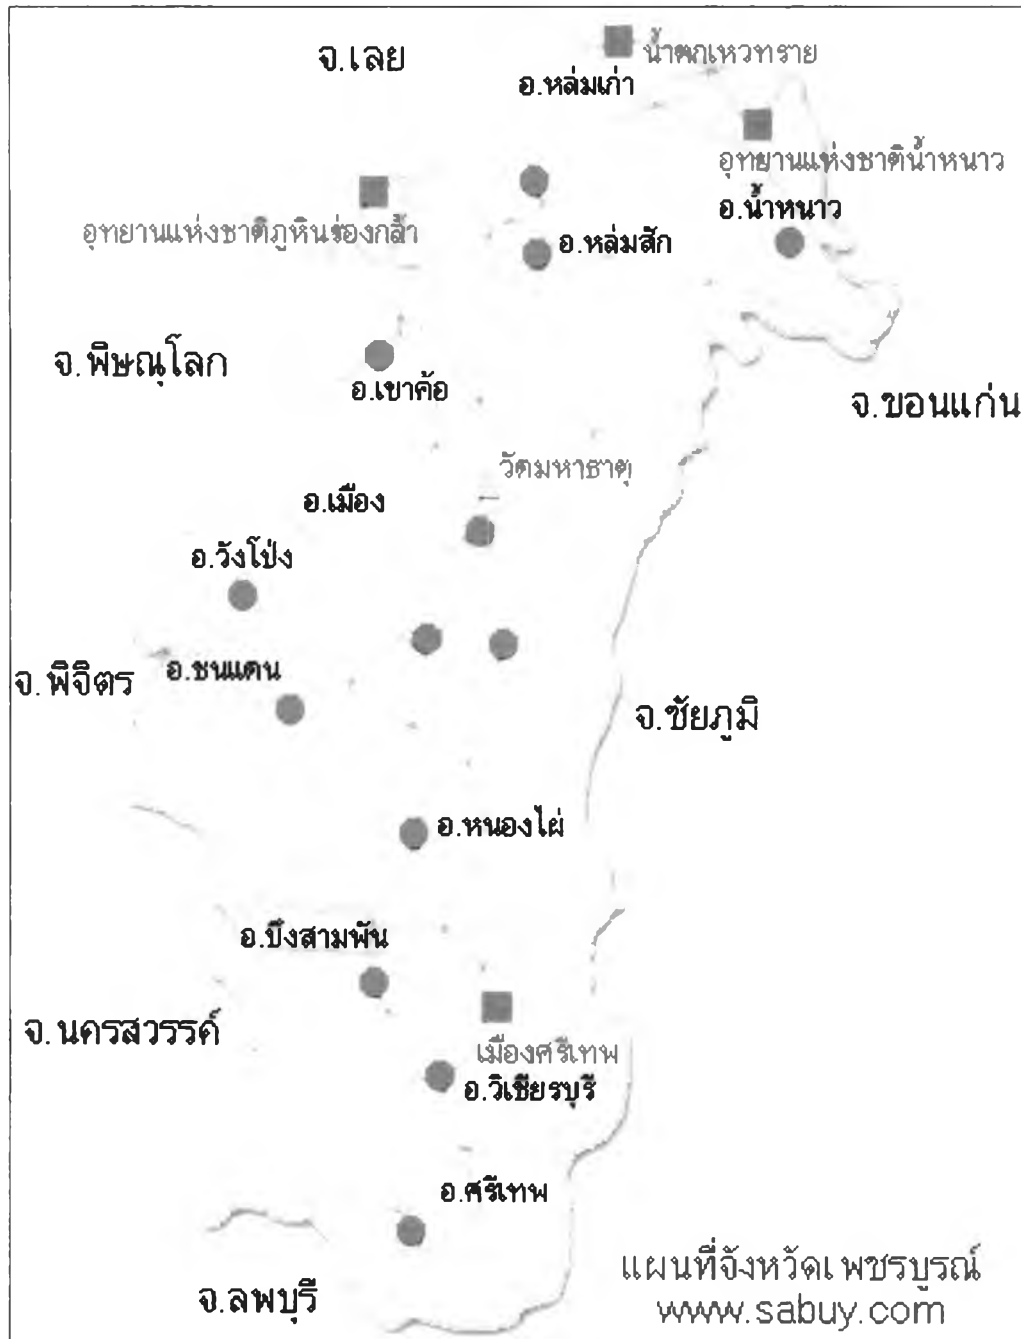 จ.เลย
น้ำตกเหวทราย
อ.หล่มเก่า
อุทยานแห่งชาติน้ำหนาว
อ.น้ำหนาว
อุทยานแห่งชาติภูหินร่องกล้า
อ.หล่มสัก
จ.พิษณุโลก
อ.เขาค้อ
จ.ขอนแก่น
วัดมหาธาตุ
อ.เมือง
อ.วังโป่ง
จ.พิจิตร
อ.ชนแดน
จ.ชัยภูมิ
อ.หนองไผ่
อ.บึงสามพัน
จ.นครสวรรค์
เมืองศรีเทพ
อ.วิเชียรบุรี
อ.ศรีเทพ
จ.ลพบุรี
แผนที่จังหวัดเพชรบูรณ์
www.sabuy.com